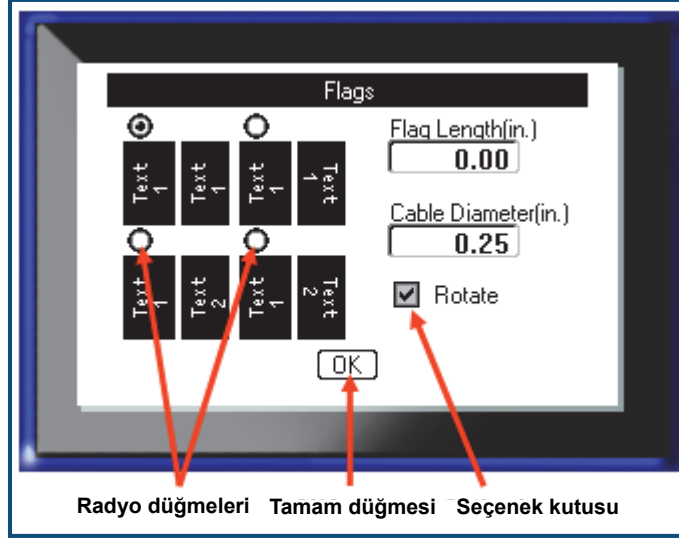 Flags
Flag Length(in.)
0.00
Text 1
Text 1
Text 1
Text 1
Cable Diameter(in.)
0.25
Text 1
Text 2
Text 1
Text 2
Rotate
OK
Radyo düğmeleri Tamam düğmesi Seçenek kutusu